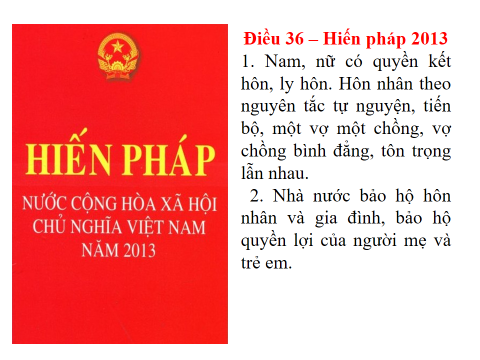 HIẾN PHÁP
NƯỚC CỘNG HÒA XÃ HỘI
CHỦ NGHĨA VIỆT NAM
NĂM 2013
Điều 36 – Hiến pháp 2013
1. Nam, nữ có quyền kết
hôn, ly hôn. Hôn nhân theo
nguyên tắc tự nguyện, tiến
bộ, một vợ một chồng, vợ
chồng bình đẳng, tôn trọng
lẫn nhau.
2. Nhà nước bảo hộ hôn
nhân và gia đình, bảo hộ
quyền lợi của người mẹ và
trẻ em.